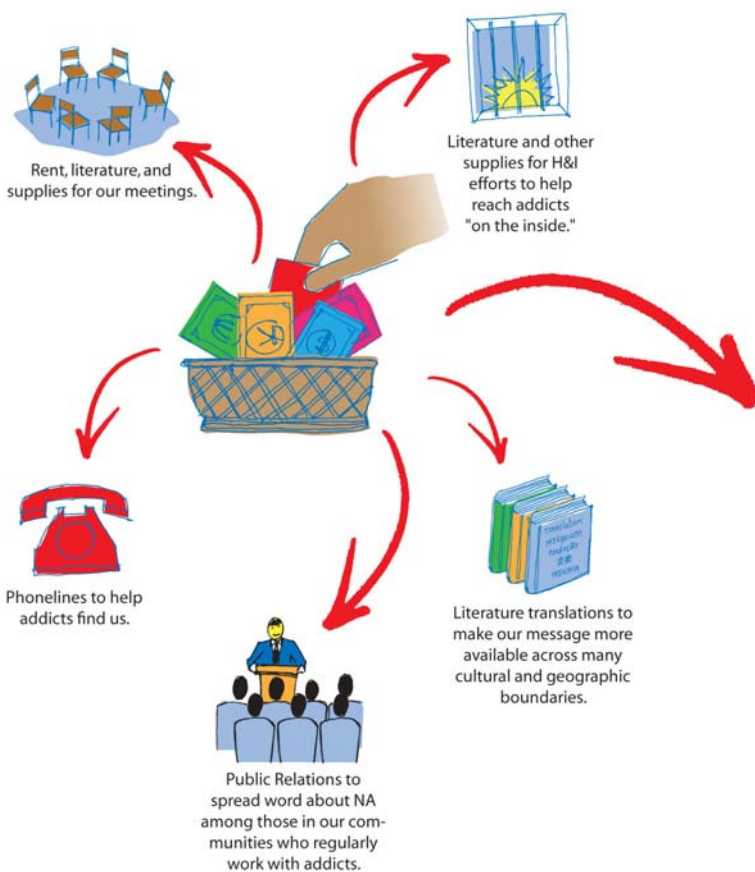 Rent, literature, and
supplies for our meetings.
Literature and other
supplies for H&I
efforts to help
reach addicts
"on the inside."
€
¥
$
Phonelines to help
addicts find us.
translation
Literature translations to
make our message more
available across many
cultural and geographic
boundaries.
Public Relations to
spread word about NA
among those in our com-
munities who regularly
work with addicts.